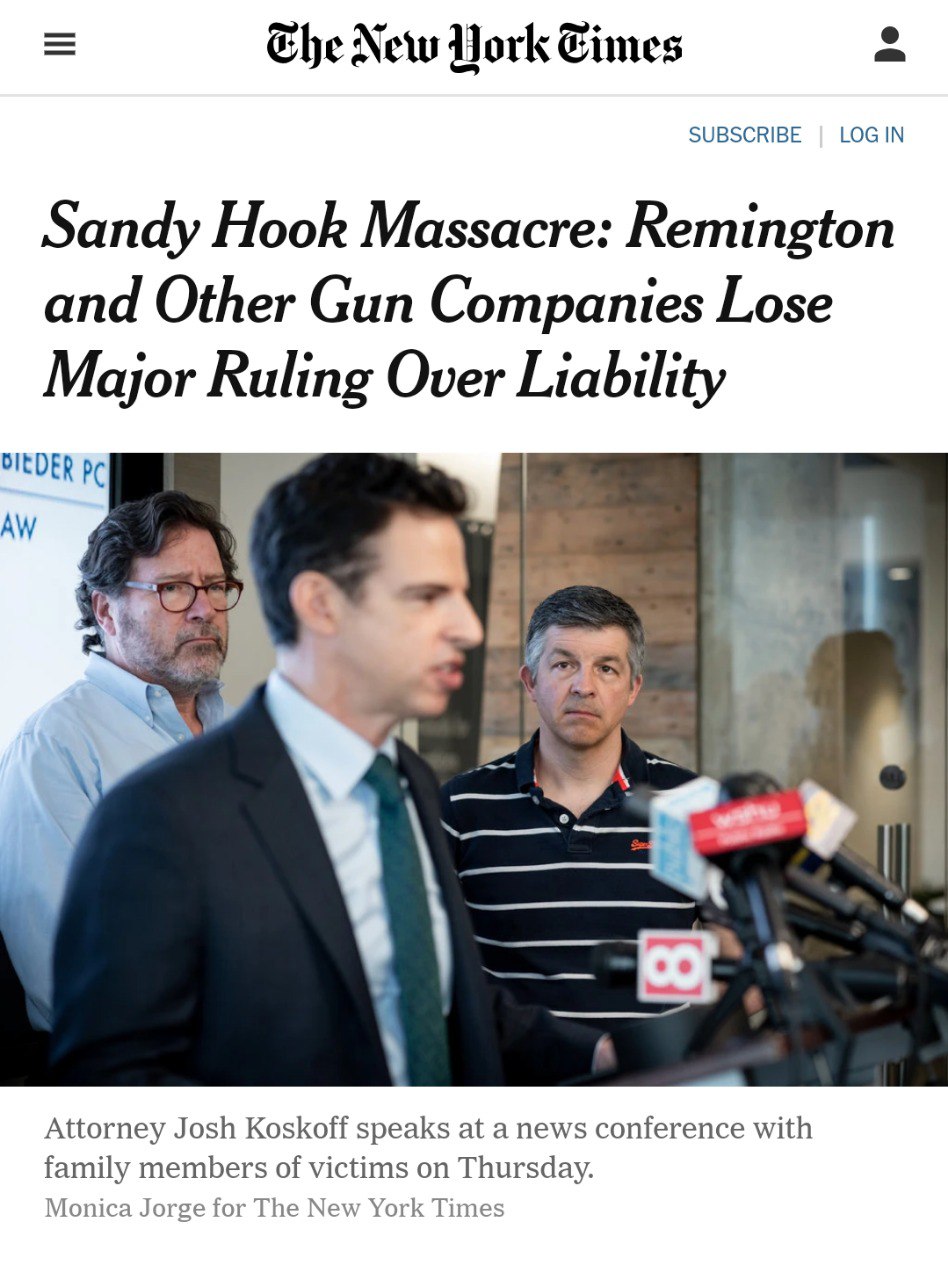 The New York Times
SUBSCRIBE | LOG IN
Sandy Hook Massacre: Remington
and Other Gun Companies Lose
Major Ruling Over Liability
BIEDER PC
AW
wshu
8
Attorney Josh Koskoff speaks at a news conference with
family members of victims on Thursday.
Monica Jorge for The New York Times